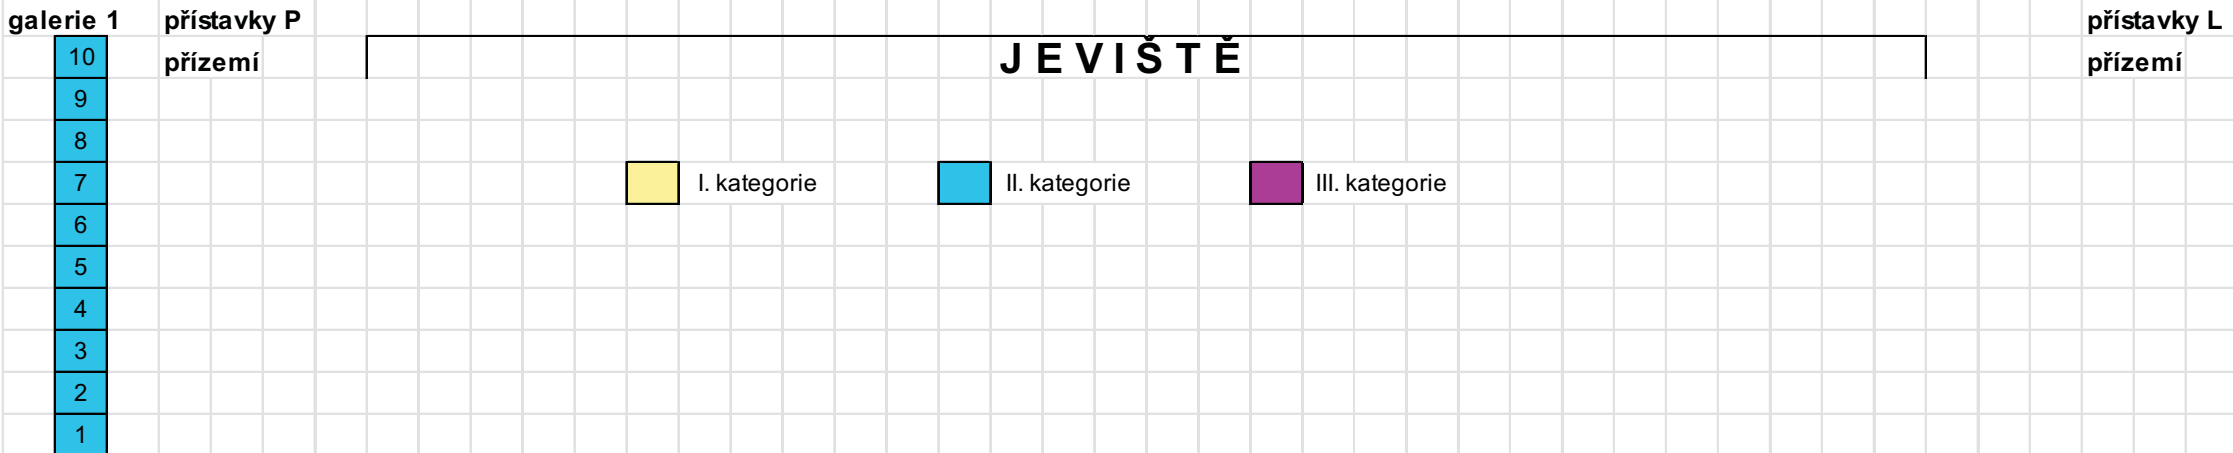 galerie 1 přístavky P přístavky L
10 přízemí J E V I Š T Ě přízemí
9
8
7 I. kategorie II. kategorie III. kategorie
6
5
4
3
2
1